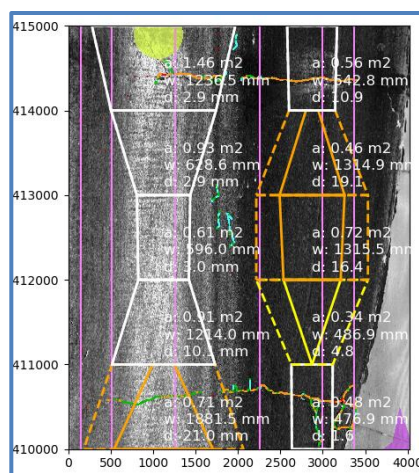 415000
a: 1.46 m2 a: 0.56 m2
w: 1236.5 mm w: 642.8 mm
d: 2.9 mm d: 10.9
414000
a: 0.93 m2 a: 0.46 m2
w: 628.6 mm w: 1314.9 mm
d: 2.9 mm d: 19.1
413000
a: 0.61 m2 a: 0.72 m2
w: 596.0 mm w: 1315.5 mm
d: 3.0 mm d: 16.4
412000
a: 0.91 m2 a: 0.34 m2
w: 1214.0 mm w: 486.9 mm
d: 10.1 mm d: 4.8
411000
a: 0.71 m2 a: 0.48 m2
w: 1881.5 mm w: 476.9 mm
d: 21.0 mm d: 1.6
410000
0 500 1000 1500 2000 2500 3000 3500 4000